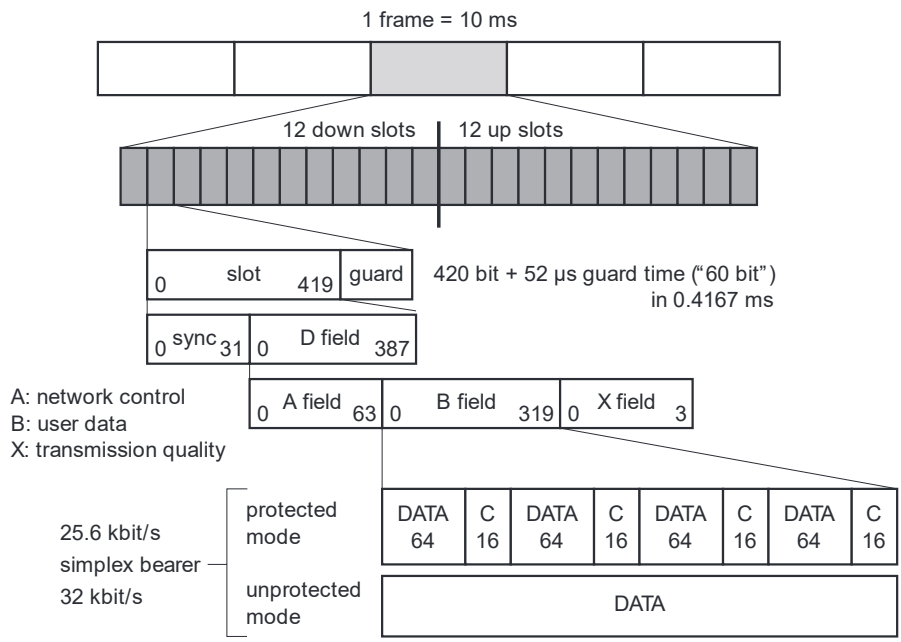 1 frame = 10 ms
12 down slots 12 up slots
0 slot 419 guard 420 bit + 52 µs guard time (“60 bit”)
in 0.4167 ms
0 sync 31 0 D field 387
0 A field 63 0 B field 319 0 X field 3
A: network control
B: user data
X: transmission quality
25.6 kbit/s
simplex bearer
32 kbit/s
protected
mode
DATA C DATA C DATA C DATA C
64 16 64 16 64 16 64 16
unprotected
mode
DATA